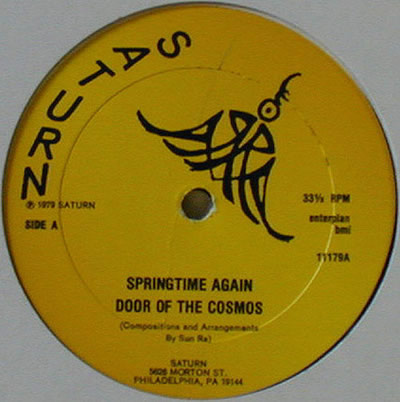 SATURN
℗ 1979 SATURN
SIDE A
33⅓ RPM
enterplan
bmi
11179A
SPRINGTIME AGAIN
DOOR OF THE COSMOS
(Compositions and Arrangements
By Sun Ra)
SATURN
5626 MORTON ST.
PHILADELPHIA, PA 19144